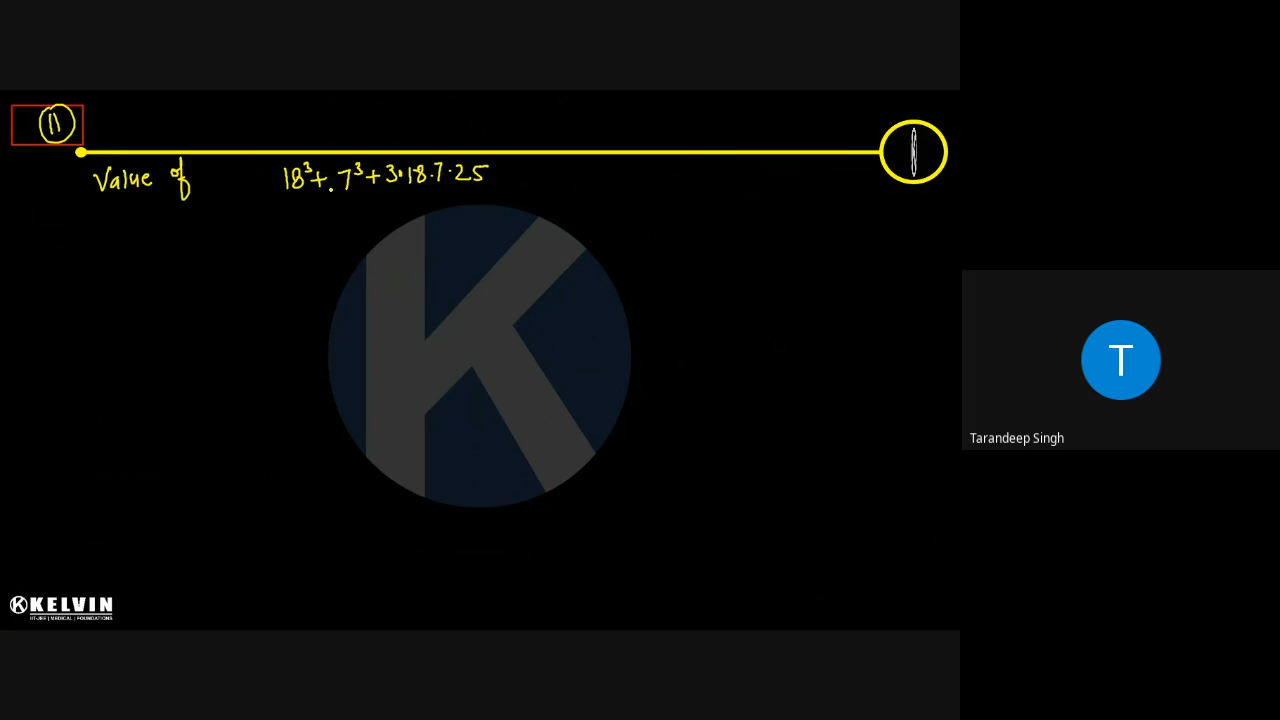 11
Value of 18³+.7³+3.18.7.25
T
Tarandeep Singh
K
KELVIN
IIT-JEE | MEDICAL | FOUNDATIONS